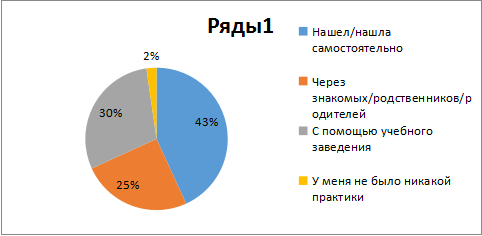 Ряды1
2%
43%
25%
30%
Нашел/нашла
самостоятельно
Через
знакомых/родственников/р
одителей
С помощью учебного
заведения
У меня не было никакой
практики